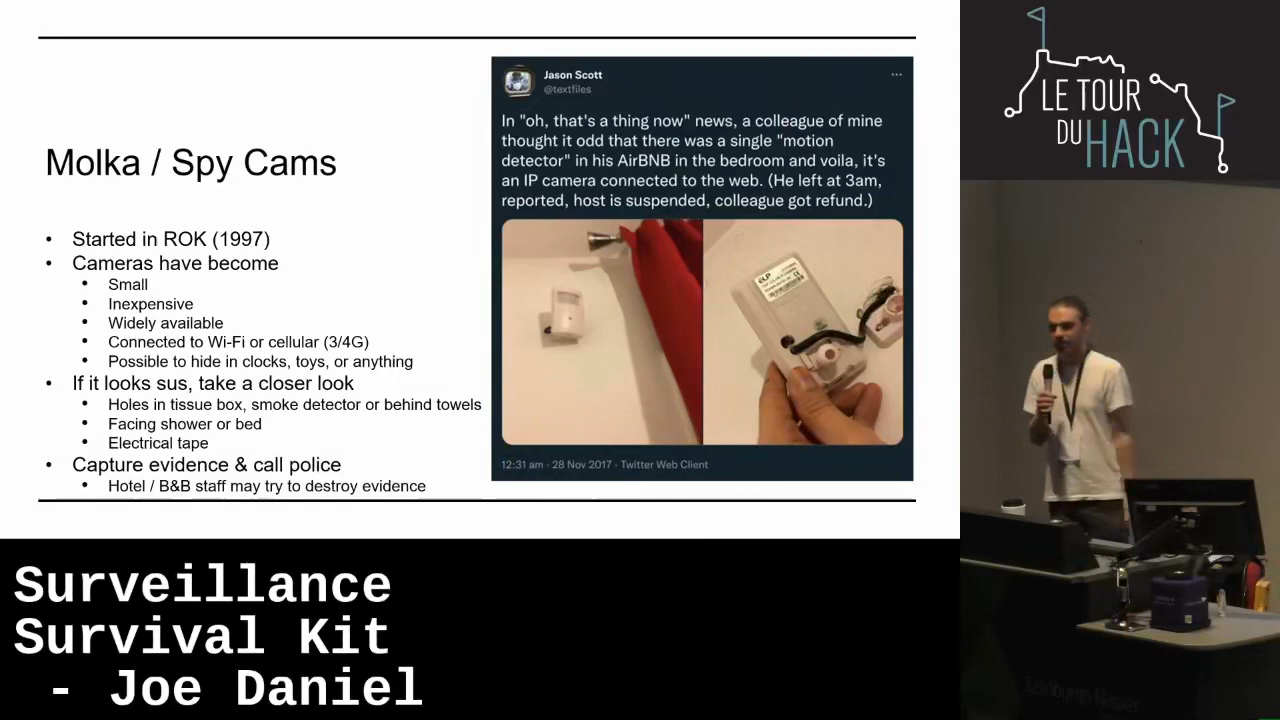 Molka / Spy Cams
• Started in ROK (1997)
• Cameras have become
• Small
• Inexpensive
• Widely available
• Connected to Wi-Fi or cellular (3/4G)
• Possible to hide in clocks, toys, or anything
• If it looks sus, take a closer look
• Holes in tissue box, smoke detector or behind towels
• Facing shower or bed
• Electrical tape
• Capture evidence & call police
• Hotel / B&B staff may try to destroy evidence
Jason Scott
@textfiles
In "oh, that's a thing now" news, a colleague of mine
thought it odd that there was a single "motion
detector" in his AirBNB in the bedroom and voila, it's
an IP camera connected to the web. (He left at 3am,
reported, host is suspended, colleague got refund.)
ELP
12:31 am · 28 Nov 2017 · Twitter Web Client
LE TOUR
DU HACK
Edinburgh Napier
Surveillance
Survival Kit
- Joe Daniel